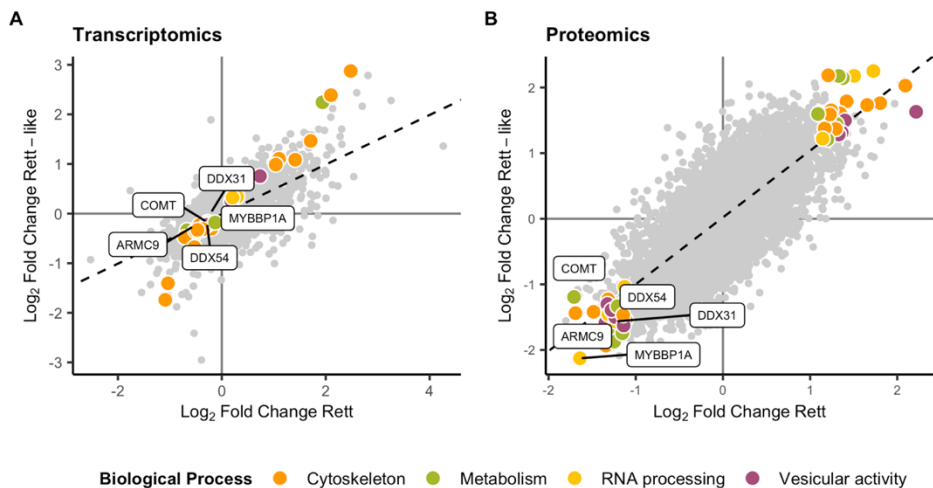 A
Transcriptomics
Log2 Fold Change Rett – like
3
2
1
0
-1
-2
-3
DDX31
COMT
MYBBP1A
ARMC9
DDX54
-2
0
2
4
Log2 Fold Change Rett
B
Proteomics
Log2 Fold Change Rett – like
2
1
0
-1
-2
COMT
DDX54
DDX31
ARMC9
MYBBP1A
-2
-1
0
1
2
Log2 Fold Change Rett
Biological Process Cytoskeleton Metabolism RNA processing Vesicular activity